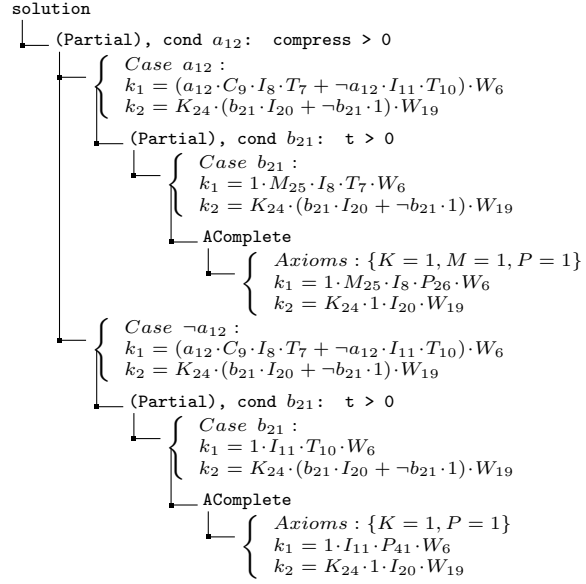 solution
(Partial), cond a₁₂: compress > 0
Case a₁₂ :
k₁ = (a₁₂·C₉·I₈·T₇ + ¬a₁₂·I₁₁·T₁₀)·W₆
k₂ = K₂₄·(b₂₁·I₂₀ + ¬b₂₁·1)·W₁₉
(Partial), cond b₂₁: t > 0
Case b₂₁ :
k₁ = 1·M₂₅·I₈·T₇·W₆
k₂ = K₂₄·(b₂₁·I₂₀ + ¬b₂₁·1)·W₁₉
AComplete
Axioms : {K = 1, M = 1, P = 1}
k₁ = 1·M₂₅·I₈·P₂₆·W₆
k₂ = K₂₄·1·I₂₀·W₁₉
Case ¬a₁₂ :
k₁ = (a₁₂·C₉·I₈·T₇ + ¬a₁₂·I₁₁·T₁₀)·W₆
k₂ = K₂₄·(b₂₁·I₂₀ + ¬b₂₁·1)·W₁₉
(Partial), cond b₂₁: t > 0
Case b₂₁ :
k₁ = 1·I₁₁·T₁₀·W₆
k₂ = K₂₄·(b₂₁·I₂₀ + ¬b₂₁·1)·W₁₉
AComplete
Axioms : {K = 1, P = 1}
k₁ = 1·I₁₁·P₄₁·W₆
k₂ = K₂₄·1·I₂₀·W₁₉